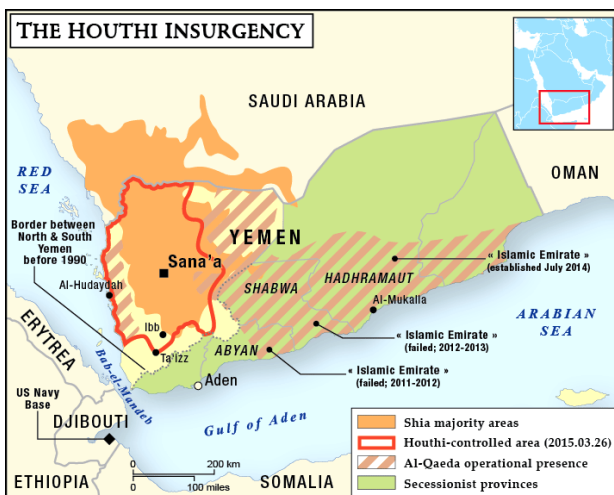 THE HOUTHI INSURGENCY
SAUDI ARABIA
OMAN
RED
SEA
Border between
North & South
Yemen
before 1990
YEMEN
Sana'a
Al-Hudaydah
SHABWA
HADHRAMAUT
« Islamic Emirate »
(established July 2014)
Al-Mukalla
ARABIAN
SEA
Ibb
Ta'izz
ABYAN
« Islamic Emirate »
(failed; 2012-2013)
« Islamic Emirate »
(failed; 2011-2012)
ERYTREA
Bab-el-Mandeb
Aden
US Navy
Base
DJIBOUTI
Gulf of Aden
ETHIOPIA
SOMALIA
0
200 km
0
100 miles
Shia majority areas
Houthi-controlled area (2015.03.26)
Al-Qaeda operational presence
Secessionist provinces